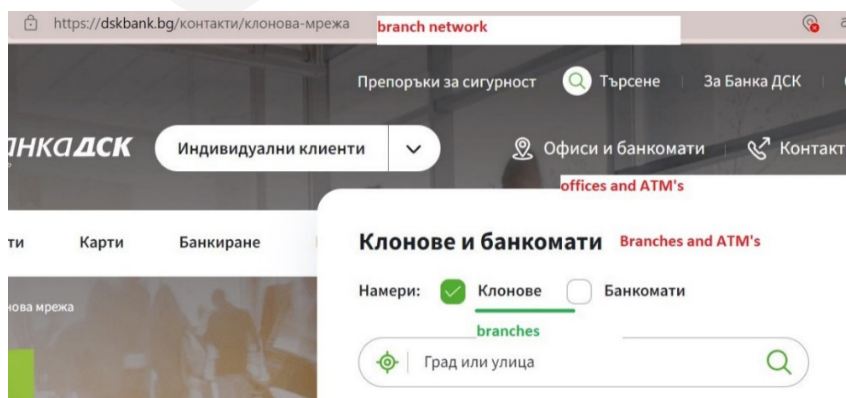 https://dskbank.bg/контакти/клонова-мрежа branch network
Препоръки за сигурност Търсене За Банка ДСК
анка дск Индивидуални клиенти Офиси и банкомати Контакт
offices and ATM's
ти Карти Банкиране Клонове и банкомати Branches and ATM's
Намери: Клонове Банкомати
нова мрежа
branches
Град или улица